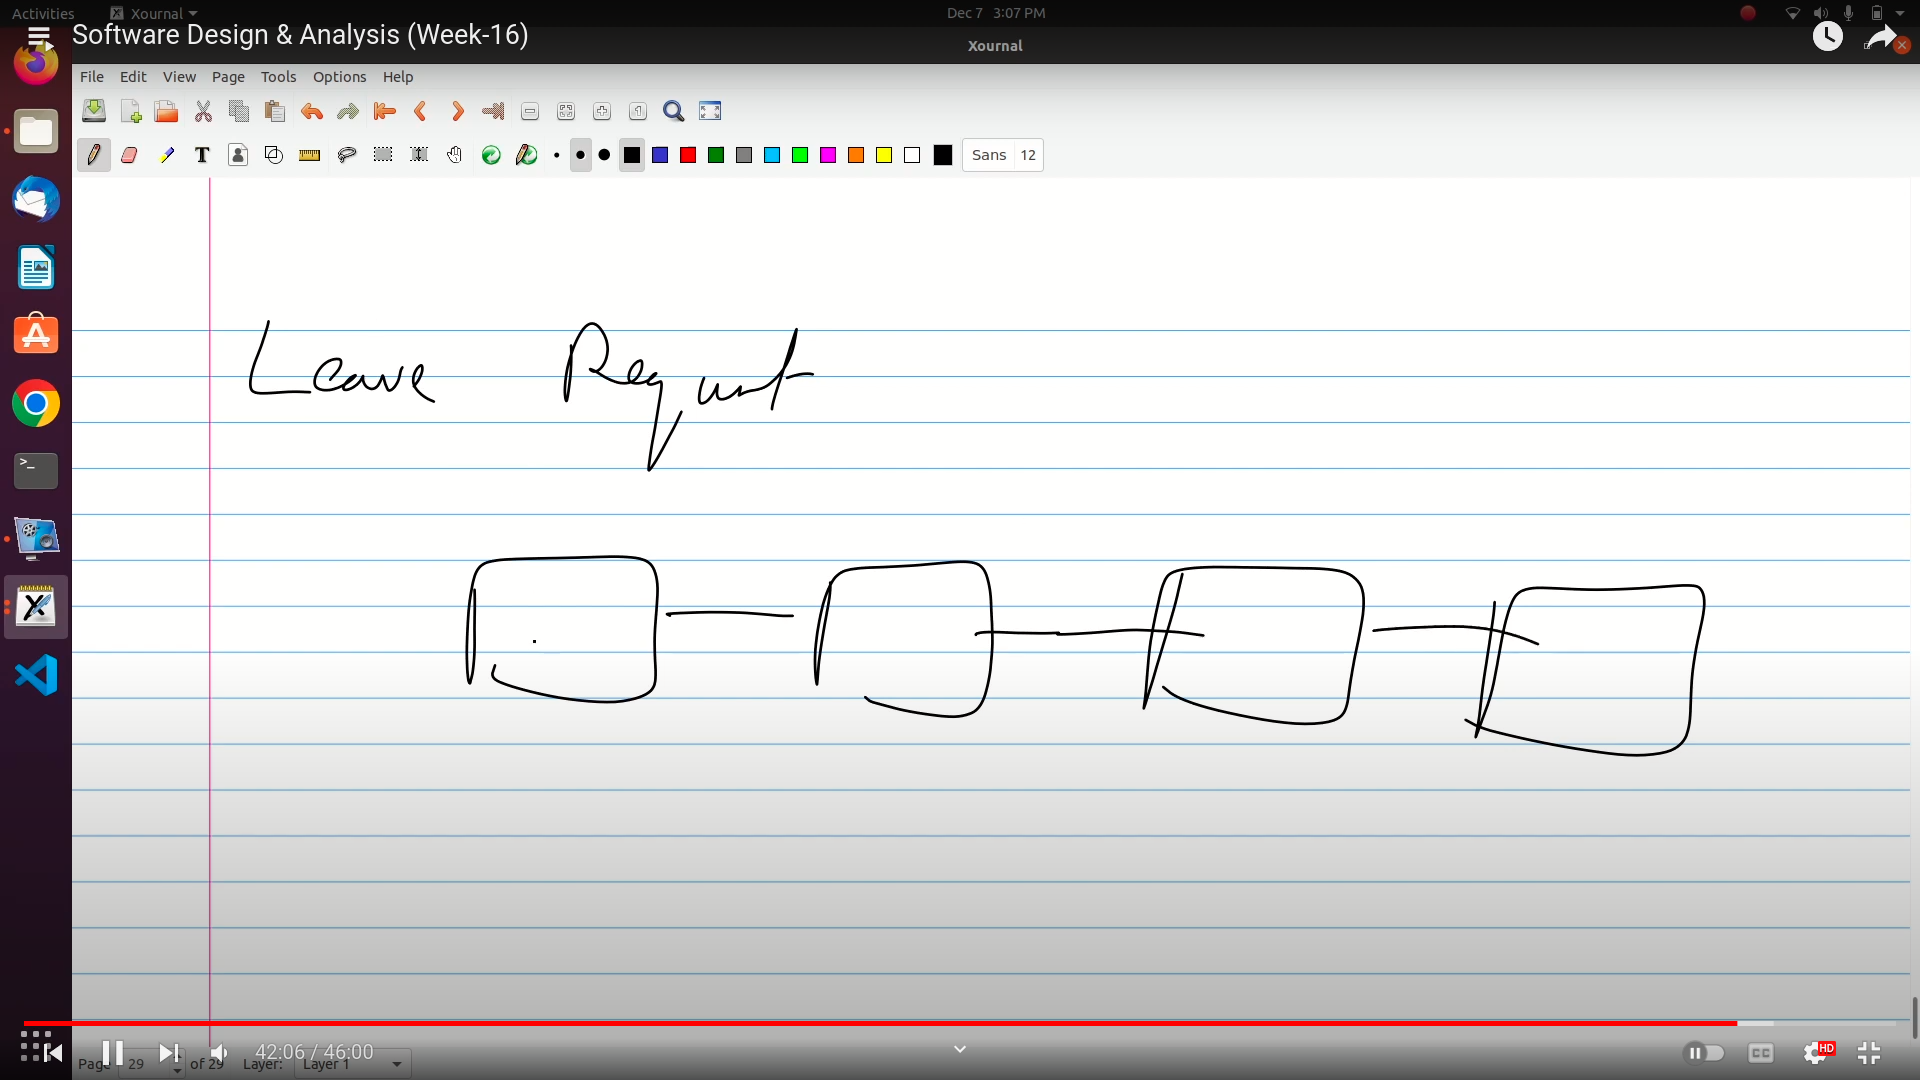 Activities Xournal Dec 7 3:07 PM
Software Design & Analysis (Week-16)
Xournal
File Edit View Page Tools Options Help
T Sans 12
Leave Request
42:06 / 46:00 CC HD
Page 29 of 29 Layer: Layer 1